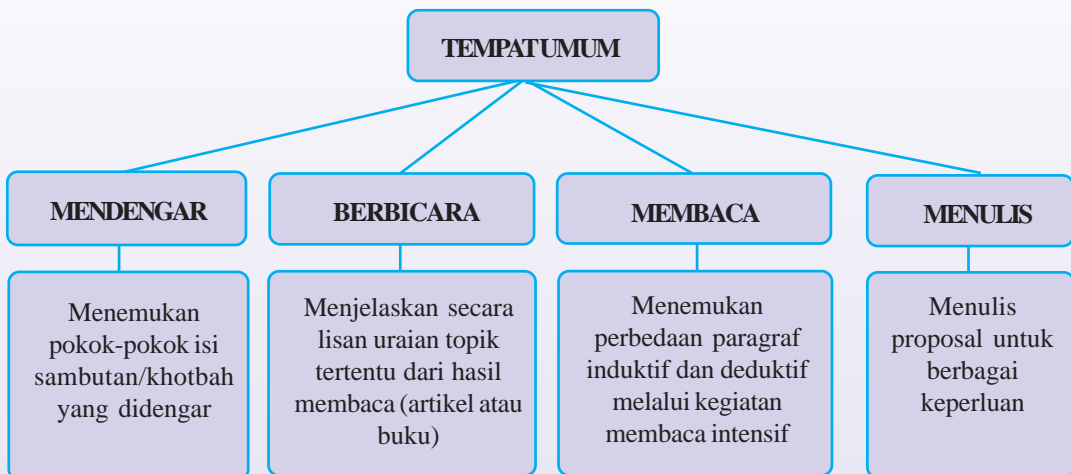 TEMPAT UMUM
MENDENGAR
BERBICARA
MEMBACA
MENULIS
Menemukan
pokok-pokok isi
sambutan/khotbah
yang didengar
Menjelaskan secara
lisan uraian topik
tertentu dari hasil
membaca (artikel atau
buku)
Menemukan
perbedaan paragraf
induktif dan deduktif
melalui kegiatan
membaca intensif
Menulis
proposal untuk
berbagai
keperluan